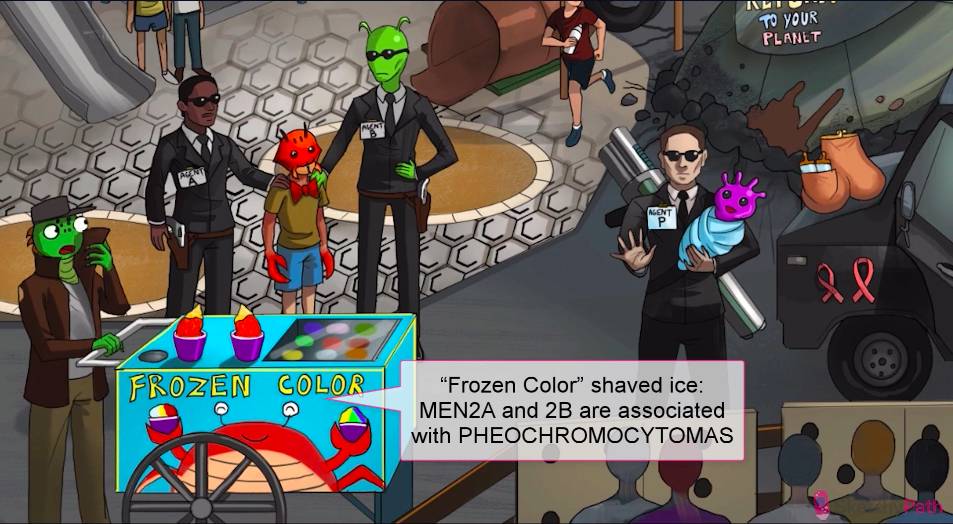 TO YOUR
PLANET
AGENT
B
AGENT
A
AGENT
P
FROZEN COLOR
“Frozen Color” shaved ice:
MEN2A and 2B are associated
with PHEOCHROMOCYTOMAS